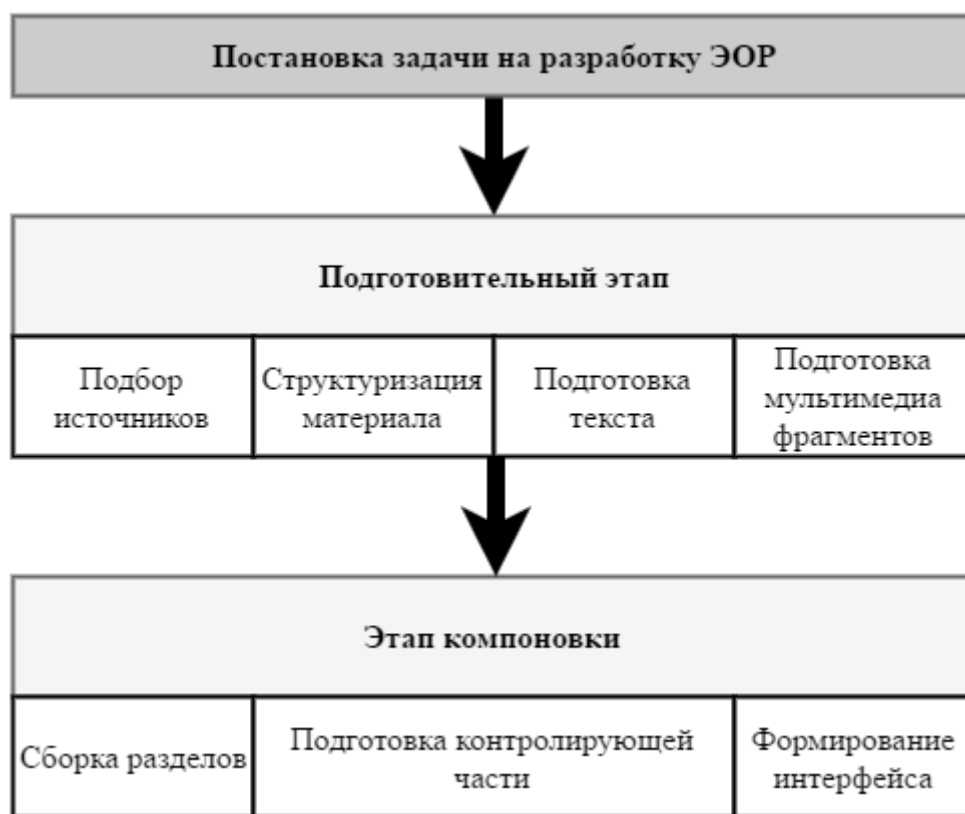 Постановка задачи на разработку ЭОР
Подготовительный этап
Подбор
источников
Структуризация
материала
Подготовка
текста
Подготовка
мультимедиа
фрагментов
Этап компоновки
Сборка разделов
Подготовка контролирующей
части
Формирование
интерфейса